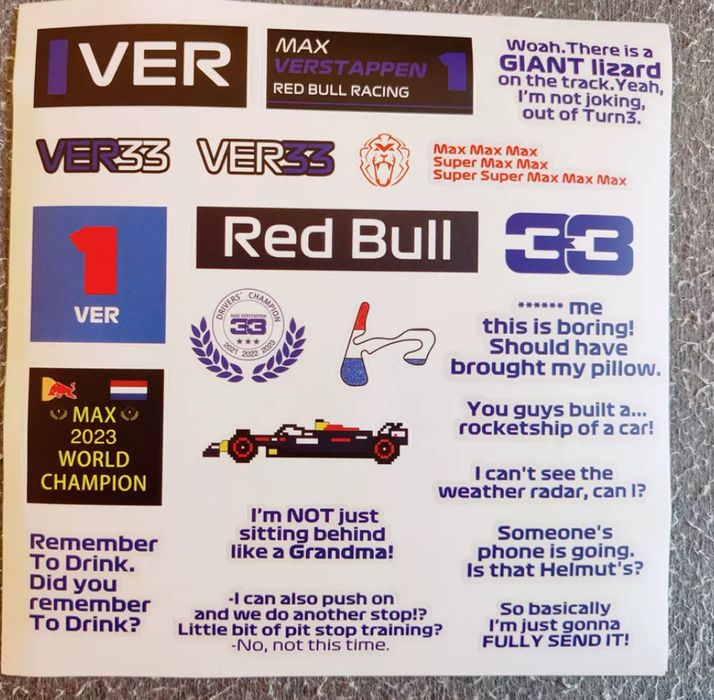 VER
MAX
VERSTAPPEN 1
RED BULL RACING
Woah.There is a
GIANT lizard
on the track.Yeah,
I'm not joking,
out of Turn3.
VER33
VER33
Max Max Max
Super Max Max
Super Super Max Max Max
1
VER
Red Bull
33
DRIVERS' CHAMPION
MAX VERSTAPPEN
33
2021 2022 2023
****** me
this is boring!
Should have
brought my pillow.
MAX
2023
WORLD
CHAMPION
You guys built a...
rocketship of a car!
I can't see the
weather radar, can I?
I'm NOT just
sitting behind
like a Grandma!
Someone's
phone is going.
Is that Helmut's?
Remember
To Drink.
Did you
remember
To Drink?
-I can also push on
and we do another stop!?
Little bit of pit stop training?
-No, not this time.
So basically
I'm just gonna
FULLY SEND IT!